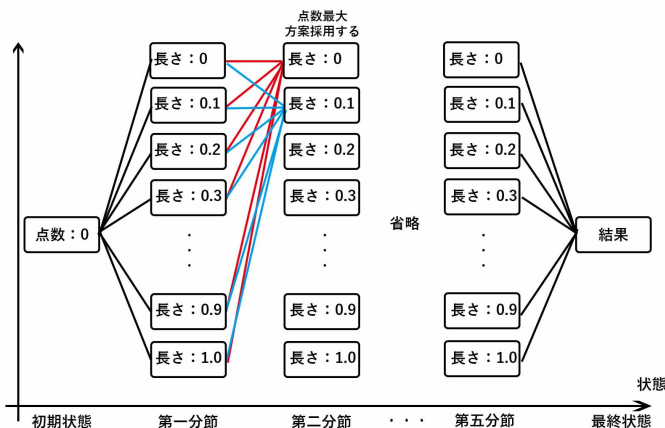 点数最大
方案採用する
長さ：0
長さ：0
長さ：0
長さ：0.1
長さ：0.1
長さ：0.1
長さ：0.2
長さ：0.2
長さ：0.2
長さ：0.3
長さ：0.3
長さ：0.3
点数：0
省略
結果
長さ：0.9
長さ：0.9
長さ：0.9
長さ：1.0
長さ：1.0
長さ：1.0
状態
初期状態
第一分節
第二分節
・・・
第五分節
最終状態